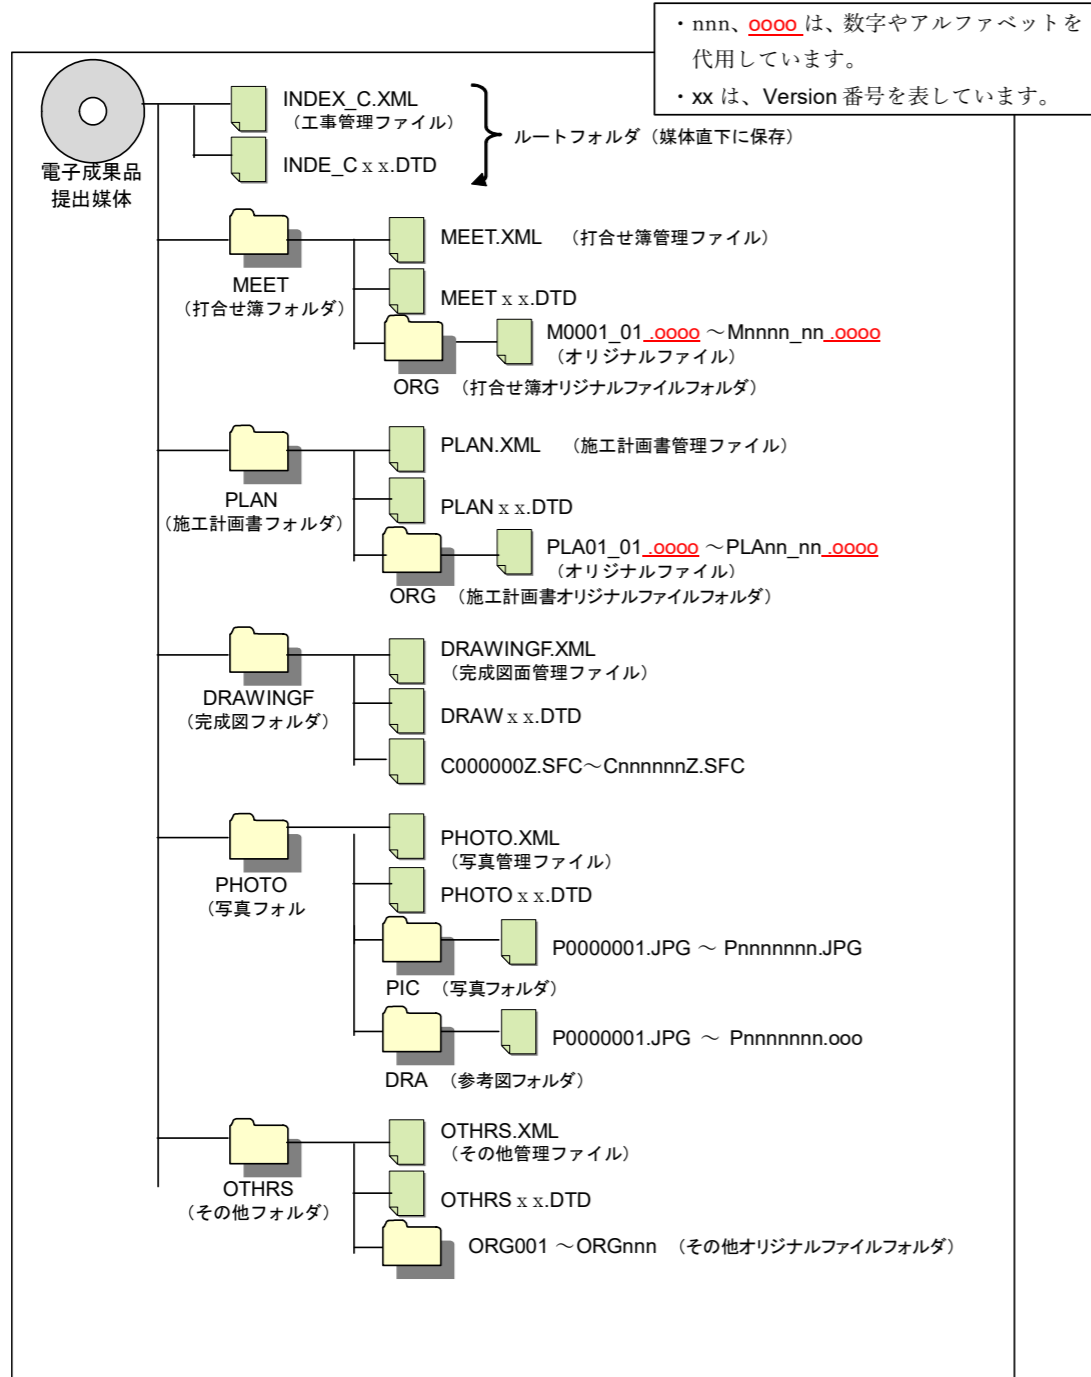 ・nnn、oooo は、数字やアルファベットを
代用しています。
・xx は、Version 番号を表しています。
電子成果品
提出媒体
INDEX_C.XML
（工事管理ファイル）
INDE_Cｘｘ.DTD
ルートフォルダ（媒体直下に保存）
MEET
（打合せ簿フォルダ）
MEET.XML （打合せ簿管理ファイル）
MEETｘｘ.DTD
M0001_01.oooo ～Mnnnn_nn.oooo
（オリジナルファイル）
ORG （打合せ簿オリジナルファイルフォルダ）
PLAN
（施工計画書フォルダ）
PLAN.XML （施工計画書管理ファイル）
PLANｘｘ.DTD
PLA01_01.oooo ～PLAnn_nn.oooo
（オリジナルファイル）
ORG （施工計画書オリジナルファイルフォルダ）
DRAWINGF
（完成図フォルダ）
DRAWINGF.XML
（完成図面管理ファイル）
DRAWｘｘ.DTD
C000000Z.SFC～CnnnnnnZ.SFC
PHOTO
（写真フォル
PHOTO.XML
（写真管理ファイル）
PHOTOｘｘ.DTD
P0000001.JPG ～ Pnnnnnnn.JPG
PIC （写真フォルダ）
P0000001.JPG ～ Pnnnnnnn.ooo
DRA （参考図フォルダ）
OTHRS
（その他フォルダ）
OTHRS.XML
（その他管理ファイル）
OTHRSｘｘ.DTD
ORG001 ～ORGnnn （その他オリジナルファイルフォルダ）